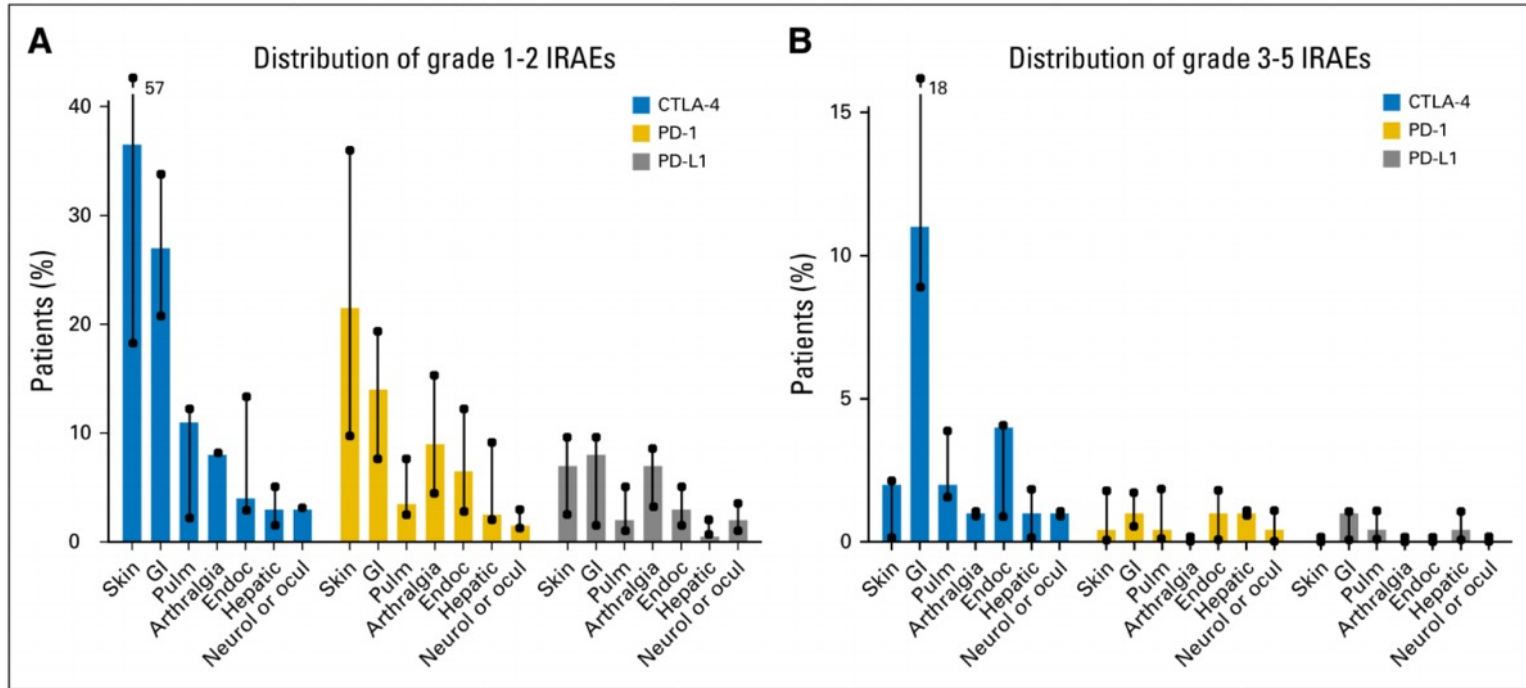 A
Distribution of grade 1-2 IRAEs
57
CTLA-4
PD-1
PD-L1
Patients (%)
40
30
20
10
0
Skin
GI
Pulm
Arthralgia
Endoc
Hepatic
Neurol or ocul
Skin
GI
Pulm
Arthralgia
Endoc
Hepatic
Neurol or ocul
Skin
GI
Pulm
Arthralgia
Endoc
Hepatic
Neurol or ocul
B
Distribution of grade 3-5 IRAEs
18
CTLA-4
PD-1
PD-L1
Patients (%)
15
10
5
0
Skin
GI
Pulm
Arthralgia
Endoc
Hepatic
Neurol or ocul
Skin
GI
Pulm
Arthralgia
Endoc
Hepatic
Neurol or ocul
Skin
GI
Pulm
Arthralgia
Endoc
Hepatic
Neurol or ocul